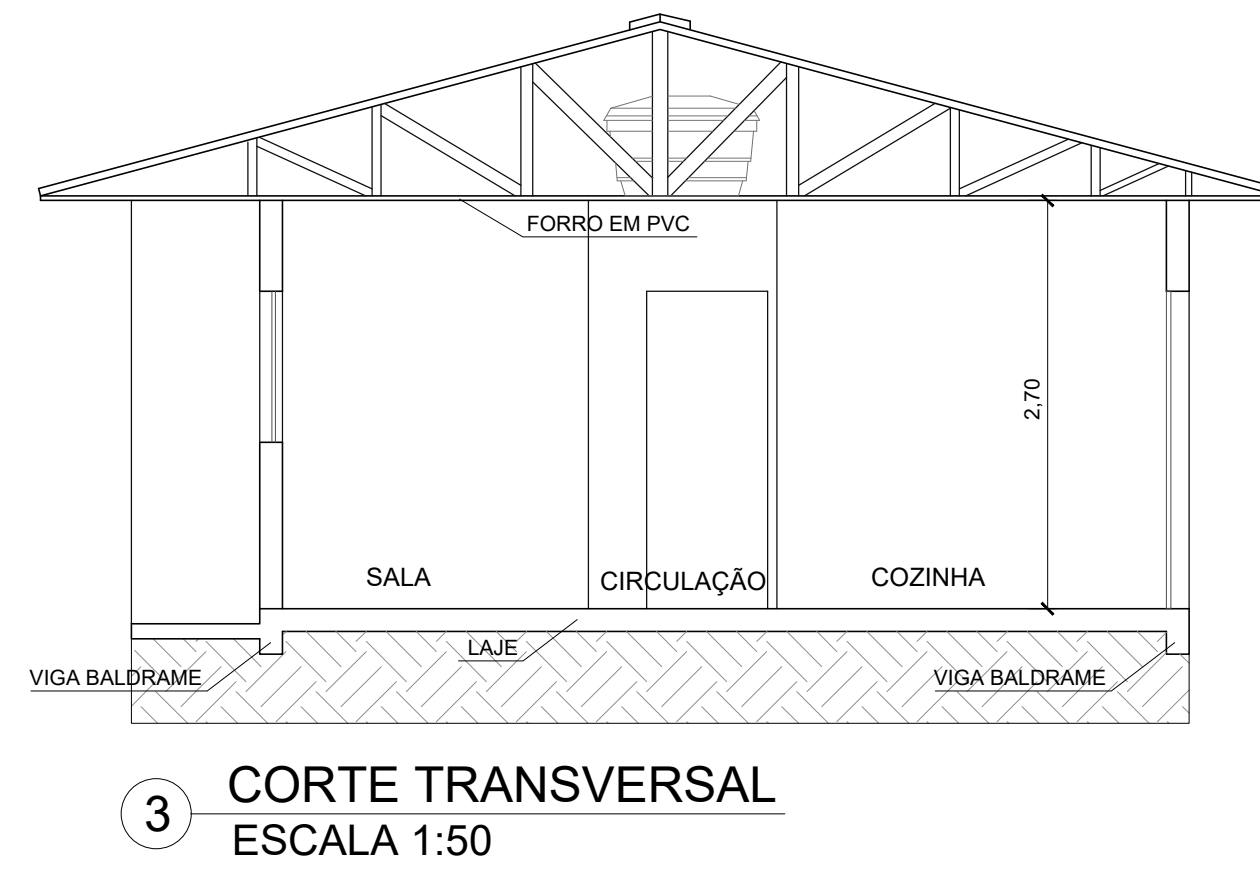 FORRO EM PVC
2,70
SALA
CIRCULAÇÃO
COZINHA
LAJE
VIGA BALDRAME
VIGA BALDRAME
3
CORTE TRANSVERSAL
ESCALA 1:50